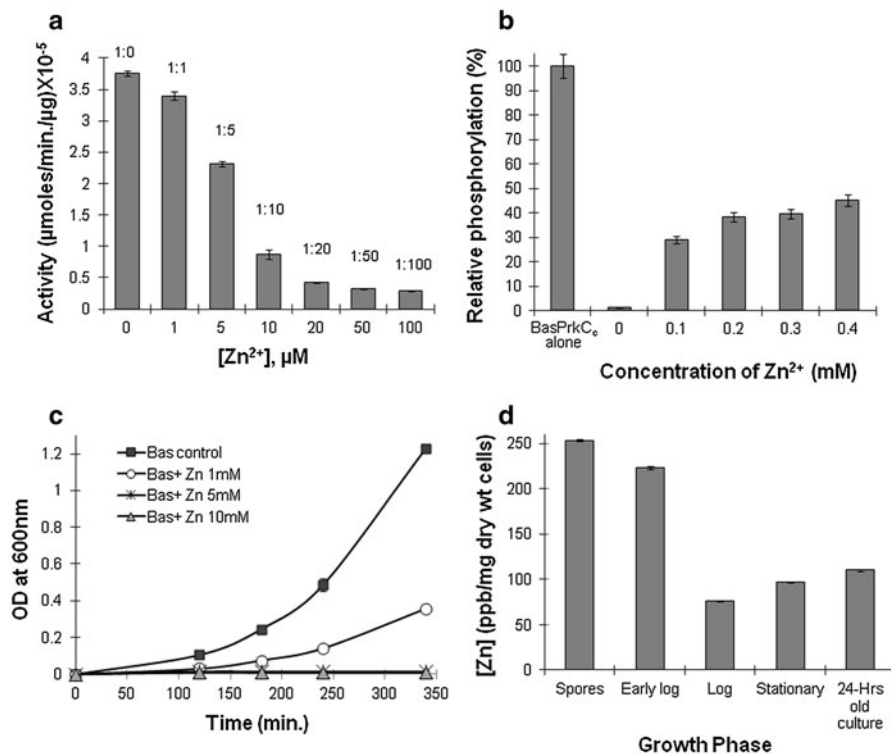 a
Activity (µmoles/min./µg)X10⁻⁵
4
3.5
3
2.5
2
1.5
1
0.5
0
1:0
1:1
1:5
1:10
1:20
1:50
1:100
0 1 5 10 20 50 100
[Zn²⁺], µM
b
Relative phosphorylation (%)
100
90
80
70
60
50
40
30
20
10
0
BasPrkCc alone 0 0.1 0.2 0.3 0.4
Concentration of Zn²⁺ (mM)
c
OD at 600nm
1.2
1
0.8
0.6
0.4
0.2
0
Bas control
Bas+ Zn 1mM
Bas+ Zn 5mM
Bas+ Zn 10mM
0 50 100 150 200 250 300 350
Time (min.)
d
[Zn] (ppb/mg dry wt cells)
250
200
150
100
50
0
Spores Early log Log Stationary 24-Hrs
old
culture
Growth Phase